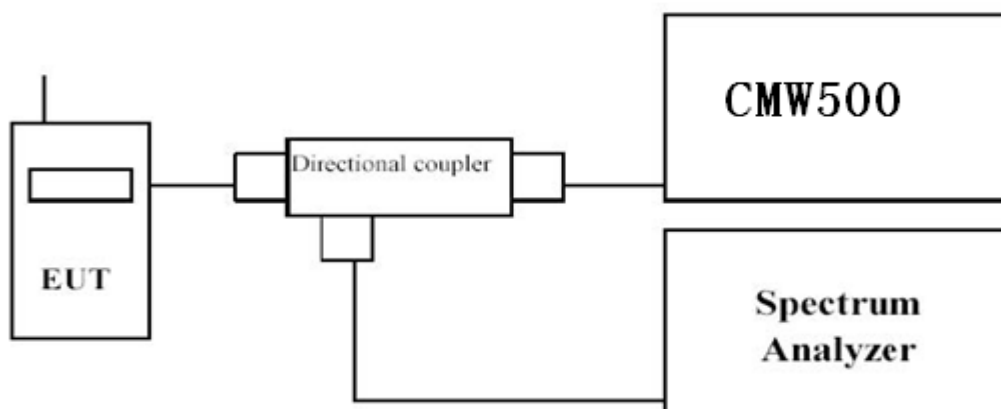 CMW500
Directional coupler
EUT
Spectrum
Analyzer